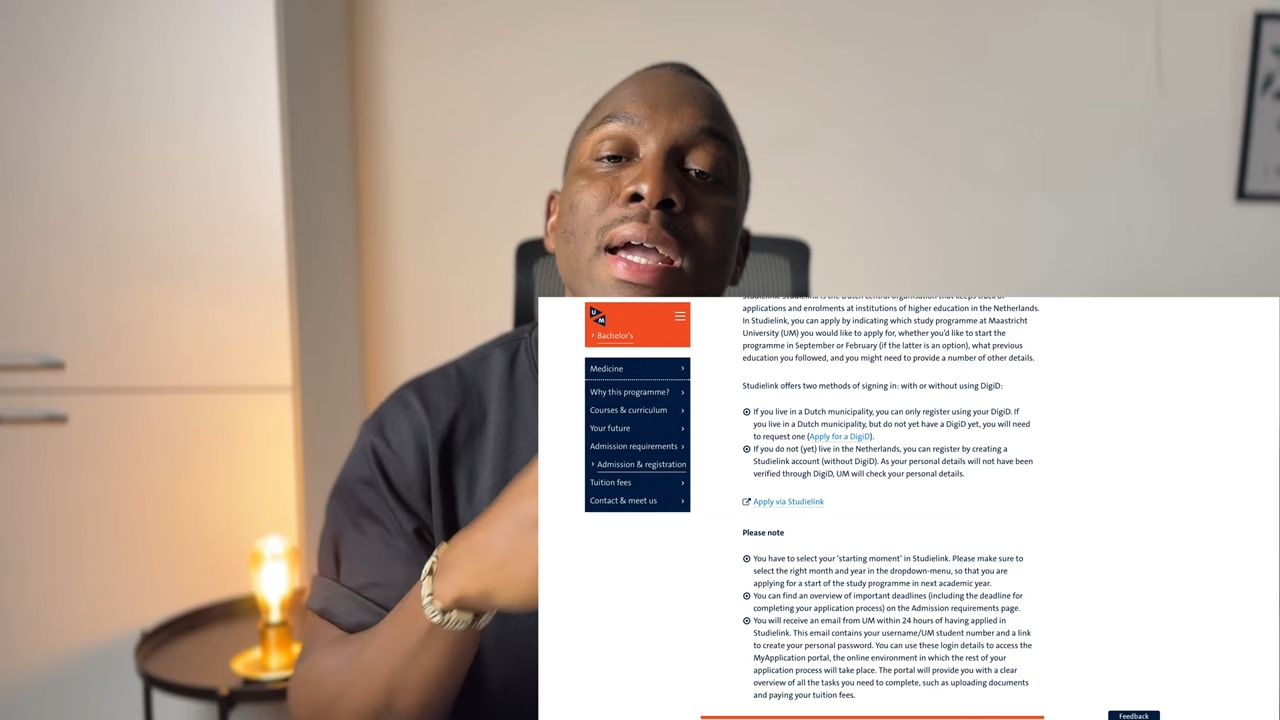 U
M
Bachelor's
Medicine
Why this programme?
Courses & curriculum
Your future
Admission requirements
Admission & registration
Tuition fees
Contact & meet us
Studielink. Studielink is the Dutch central organisation that keeps track of
applications and enrolments at institutions of higher education in the Netherlands.
In Studielink, you can apply by indicating which study programme at Maastricht
University (UM) you would like to apply for, whether you'd like to start the
programme in September or February (if the latter is an option), what previous
education you followed, and you might need to provide a number of other details.
Studielink offers two methods of signing in: with or without using DigiD:
If you live in a Dutch municipality, you can only register using your DigiD. If
you live in a Dutch municipality, but do not yet have a DigiD yet, you will need
to request one (Apply for a DigiD).
If you do not (yet) live in the Netherlands, you can register by creating a
Studielink account (without DigiD). As your personal details will not have been
verified through DigiD, UM will check your personal details.
Apply via Studielink
Please note
You have to select your 'starting moment' in Studielink. Please make sure to
select the right month and year in the dropdown-menu, so that you are
applying for a start of the study programme in next academic year.
You can find an overview of important deadlines (including the deadline for
completing your application process) on the Admission requirements page.
You will receive an email from UM within 24 hours of having applied in
Studielink. This email contains your username/UM student number and a link
to create your personal password. You can use these login details to access the
MyApplication portal, the online environment in which the rest of your
application process will take place. The portal will provide you with a clear
overview of all the tasks you need to complete, such as uploading documents
and paying your tuition fees.
Feedback